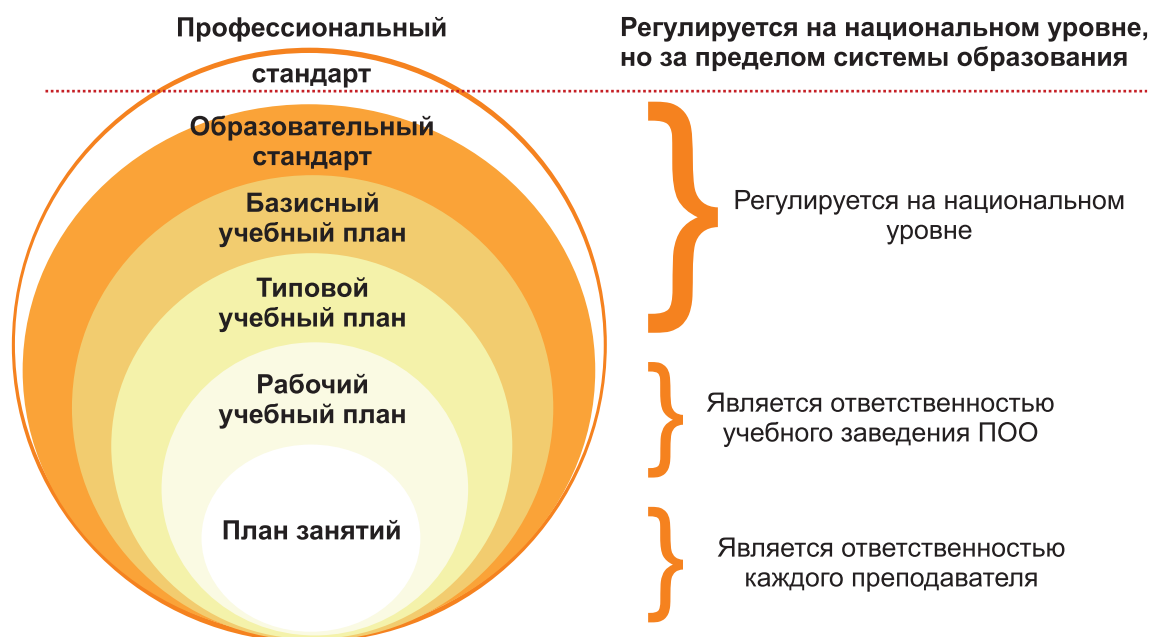 Профессиональный
стандарт
Регулируется на национальном уровне,
но за пределом системы образования
Образовательный
стандарт
Базисный
учебный план
Типовой
учебный план
Регулируется на национальном
уровне
Рабочий
учебный план
Является ответственностью
учебного заведения ПОО
План занятий
Является ответственностью
каждого преподавателя